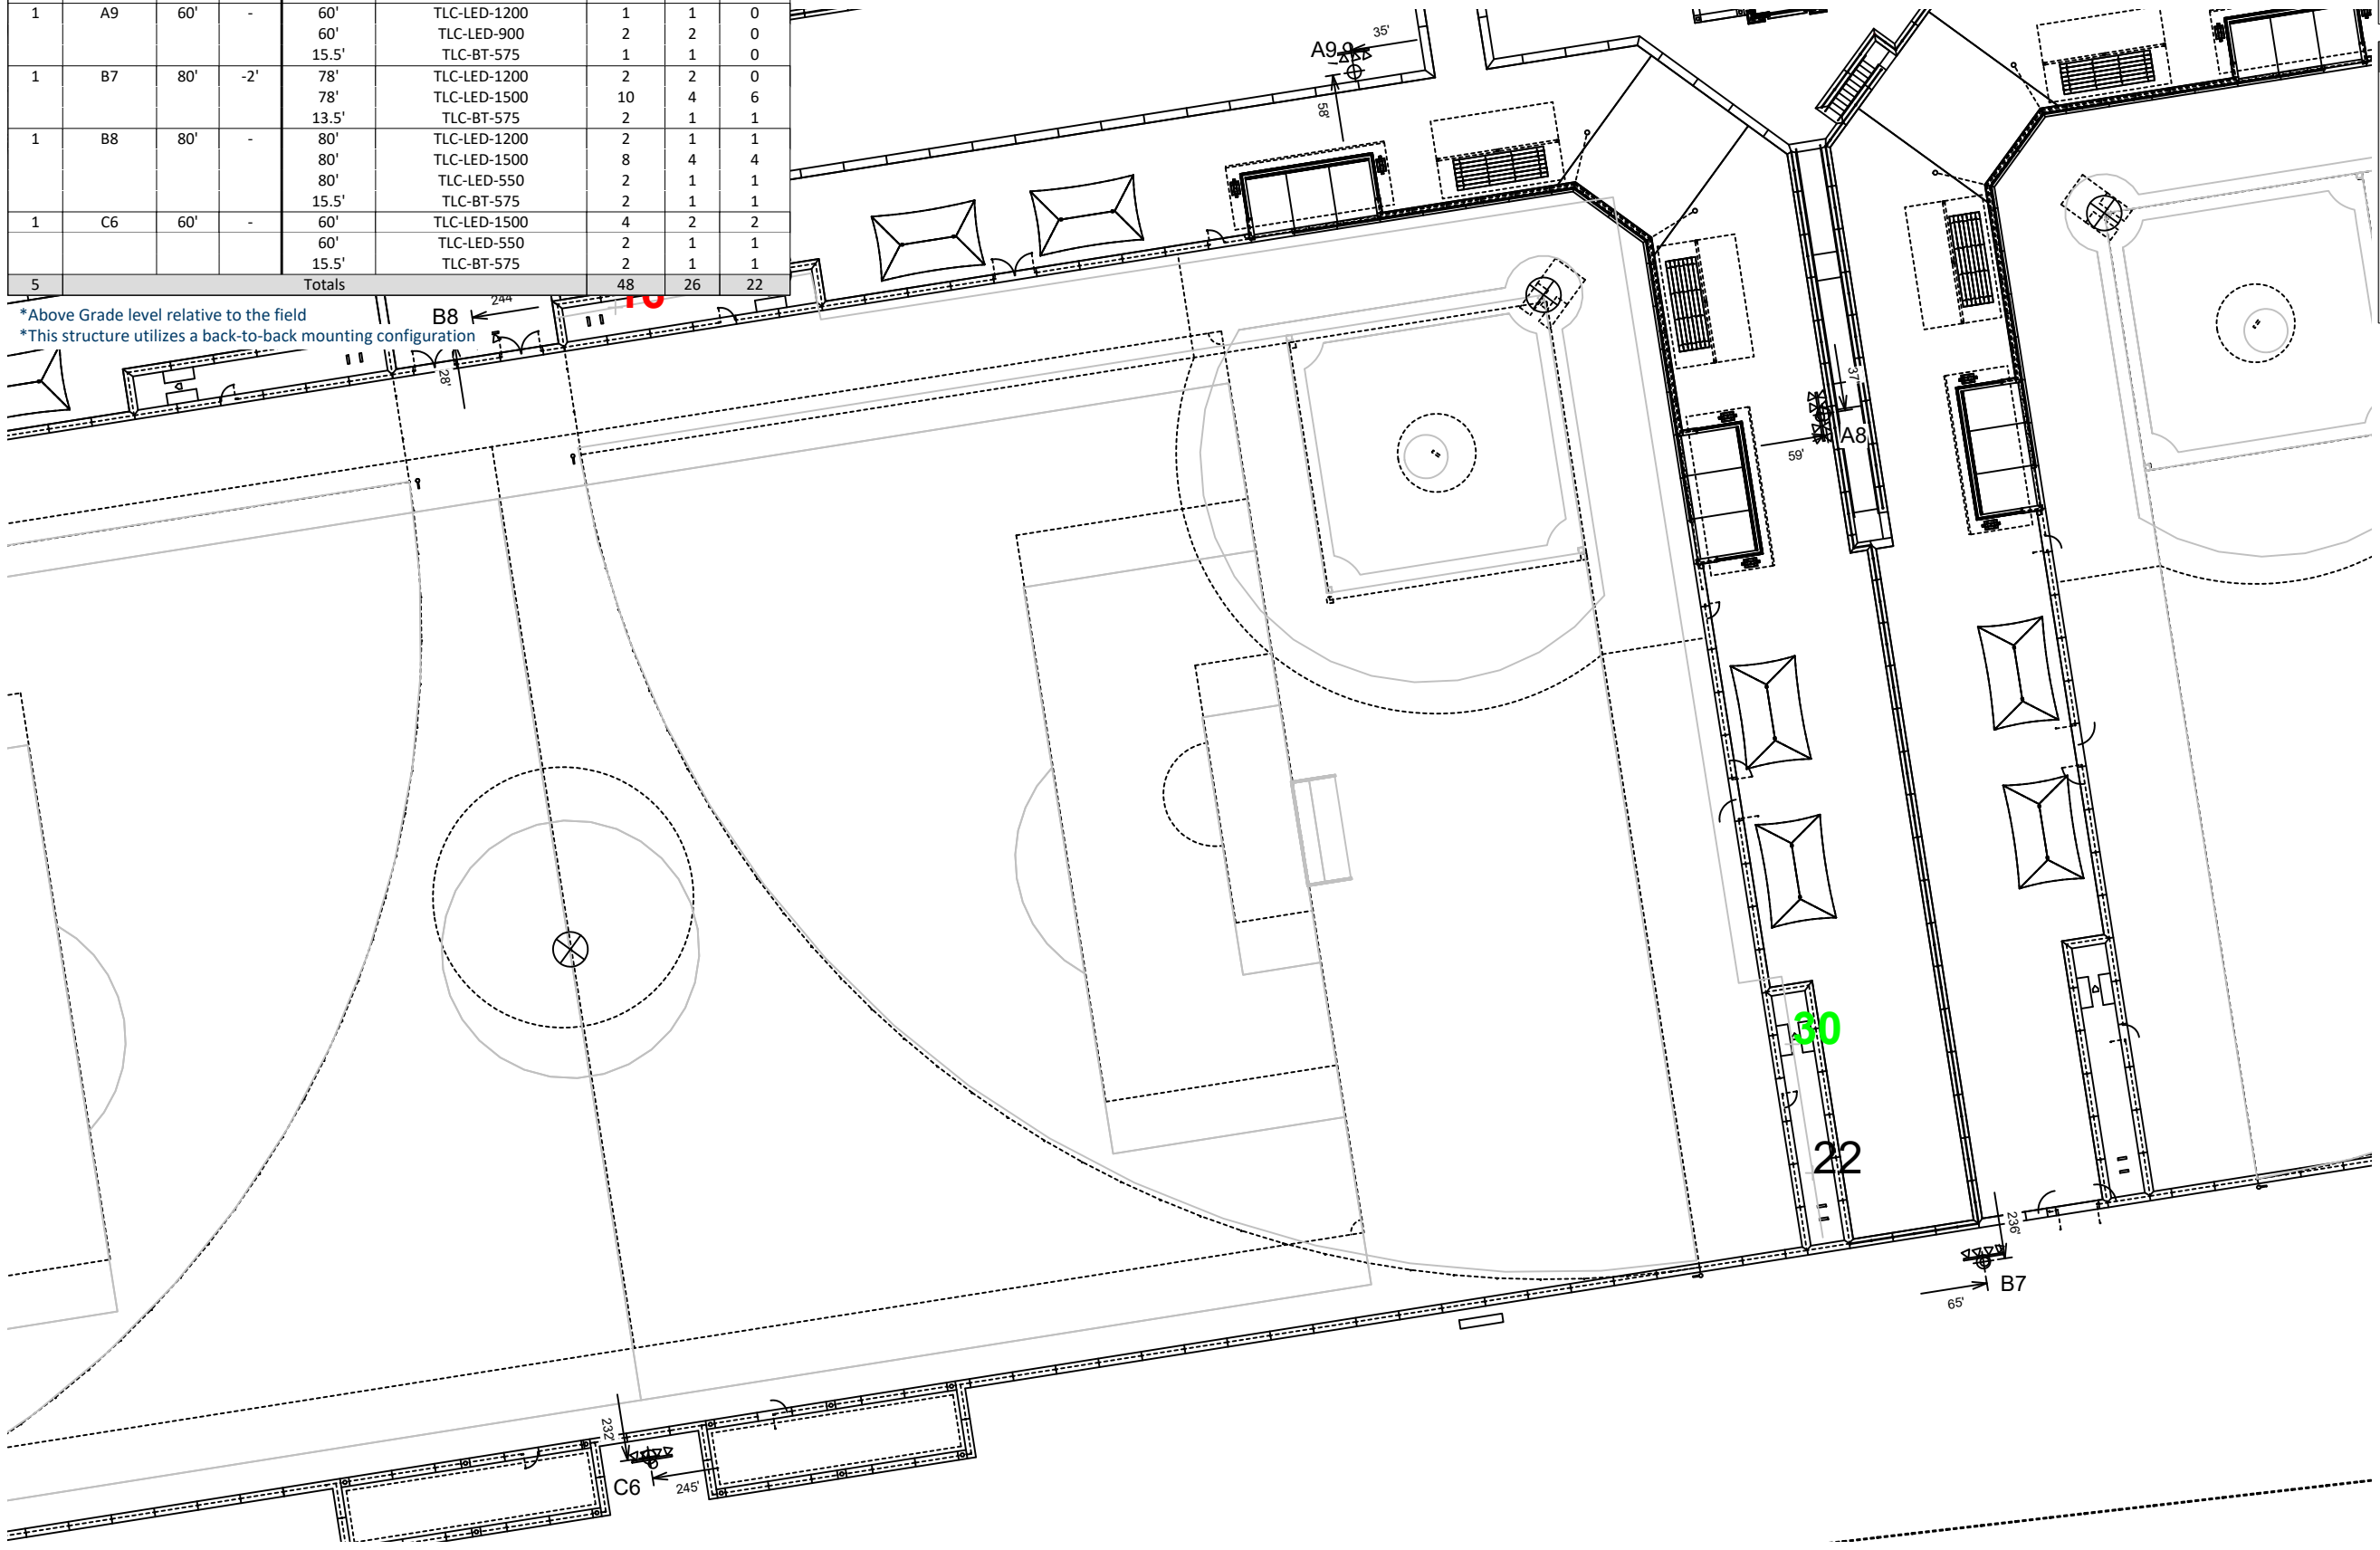 1 A9 60' - 60' TLC-LED-1200 1 1 0
60' TLC-LED-900 2 2 0
15.5' TLC-BT-575 1 1 0
1 B7 80' -2' 78' TLC-LED-1200 2 2 0
78' TLC-LED-1500 10 4 6
13.5' TLC-BT-575 2 1 1
1 B8 80' - 80' TLC-LED-1200 2 1 1
80' TLC-LED-1500 8 4 4
80' TLC-LED-550 2 1 1
15.5' TLC-BT-575 2 1 1
1 C6 60' - 60' TLC-LED-1500 4 2 2
60' TLC-LED-550 2 1 1
15.5' TLC-BT-575 2 1 1
5 Totals 48 26 22
*Above Grade level relative to the field
*This structure utilizes a back-to-back mounting configuration
A9
35'
58'
B8
244'
28'
37'
A8
59'
30
22
236'
B7
65'
232'
C6
245'